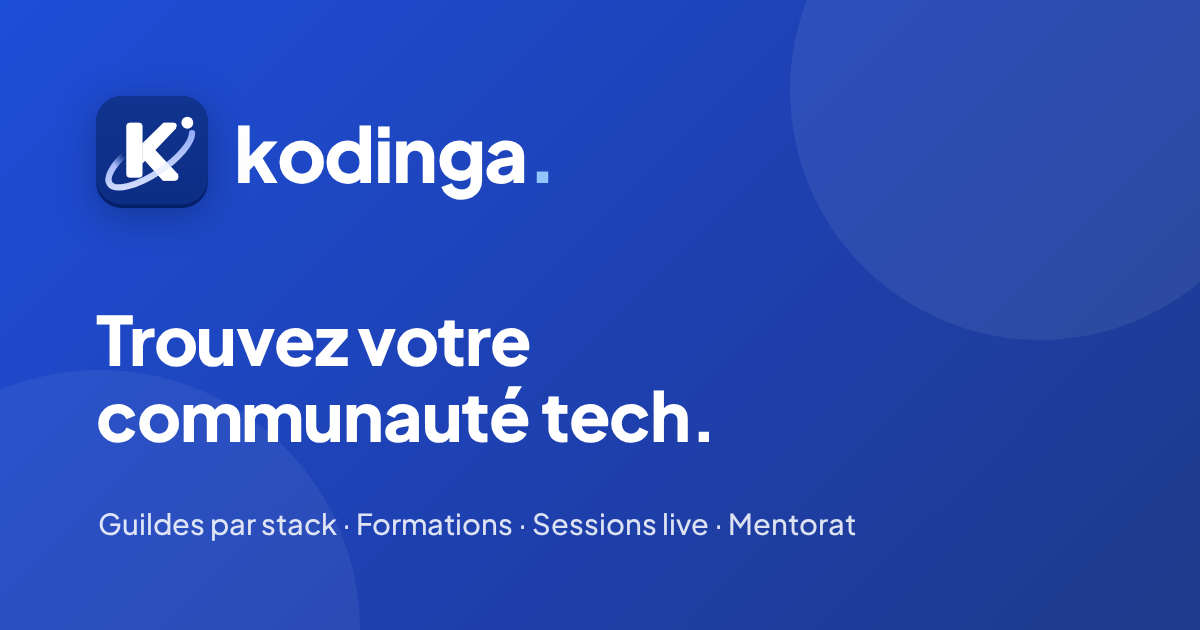 K
kodinga.
Trouvez votre
communauté tech.
Guildes par stack · Formations · Sessions live · Mentorat